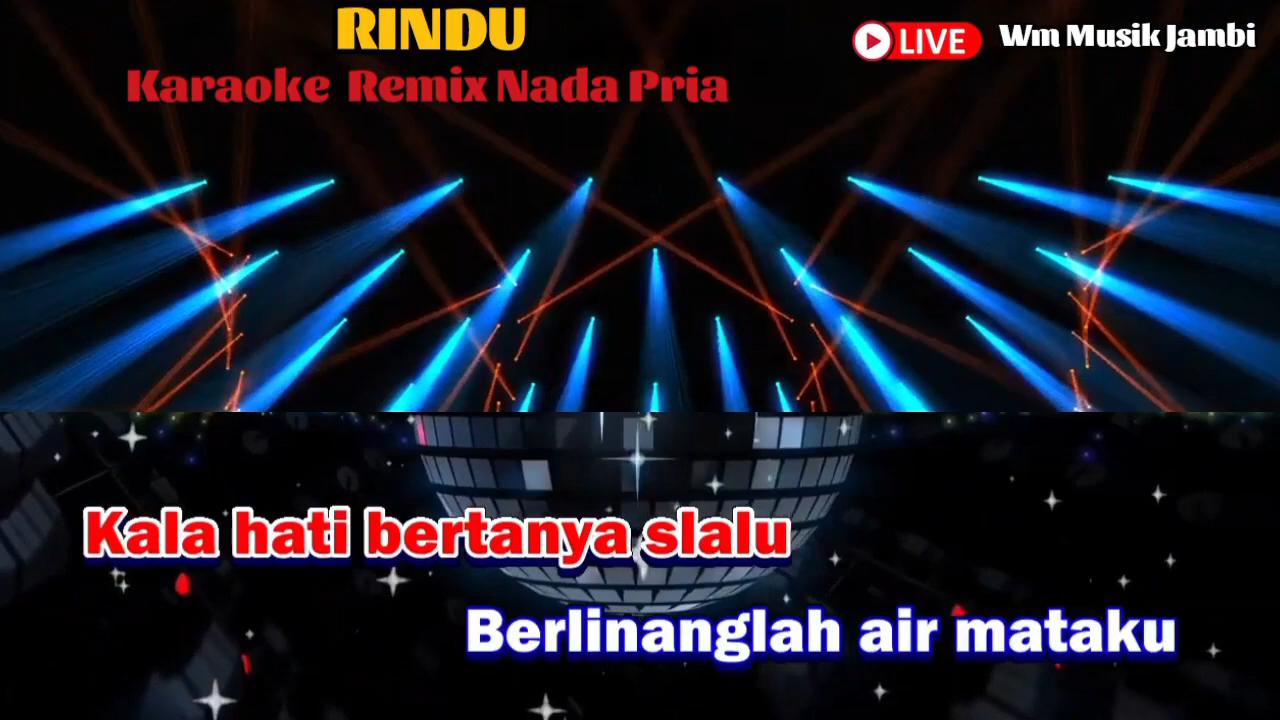 RINDU
Karaoke Remix Nada Pria
LIVE
Wm Musik Jambi
Kala hati bertanya slalu
Berlinanglah air mataku